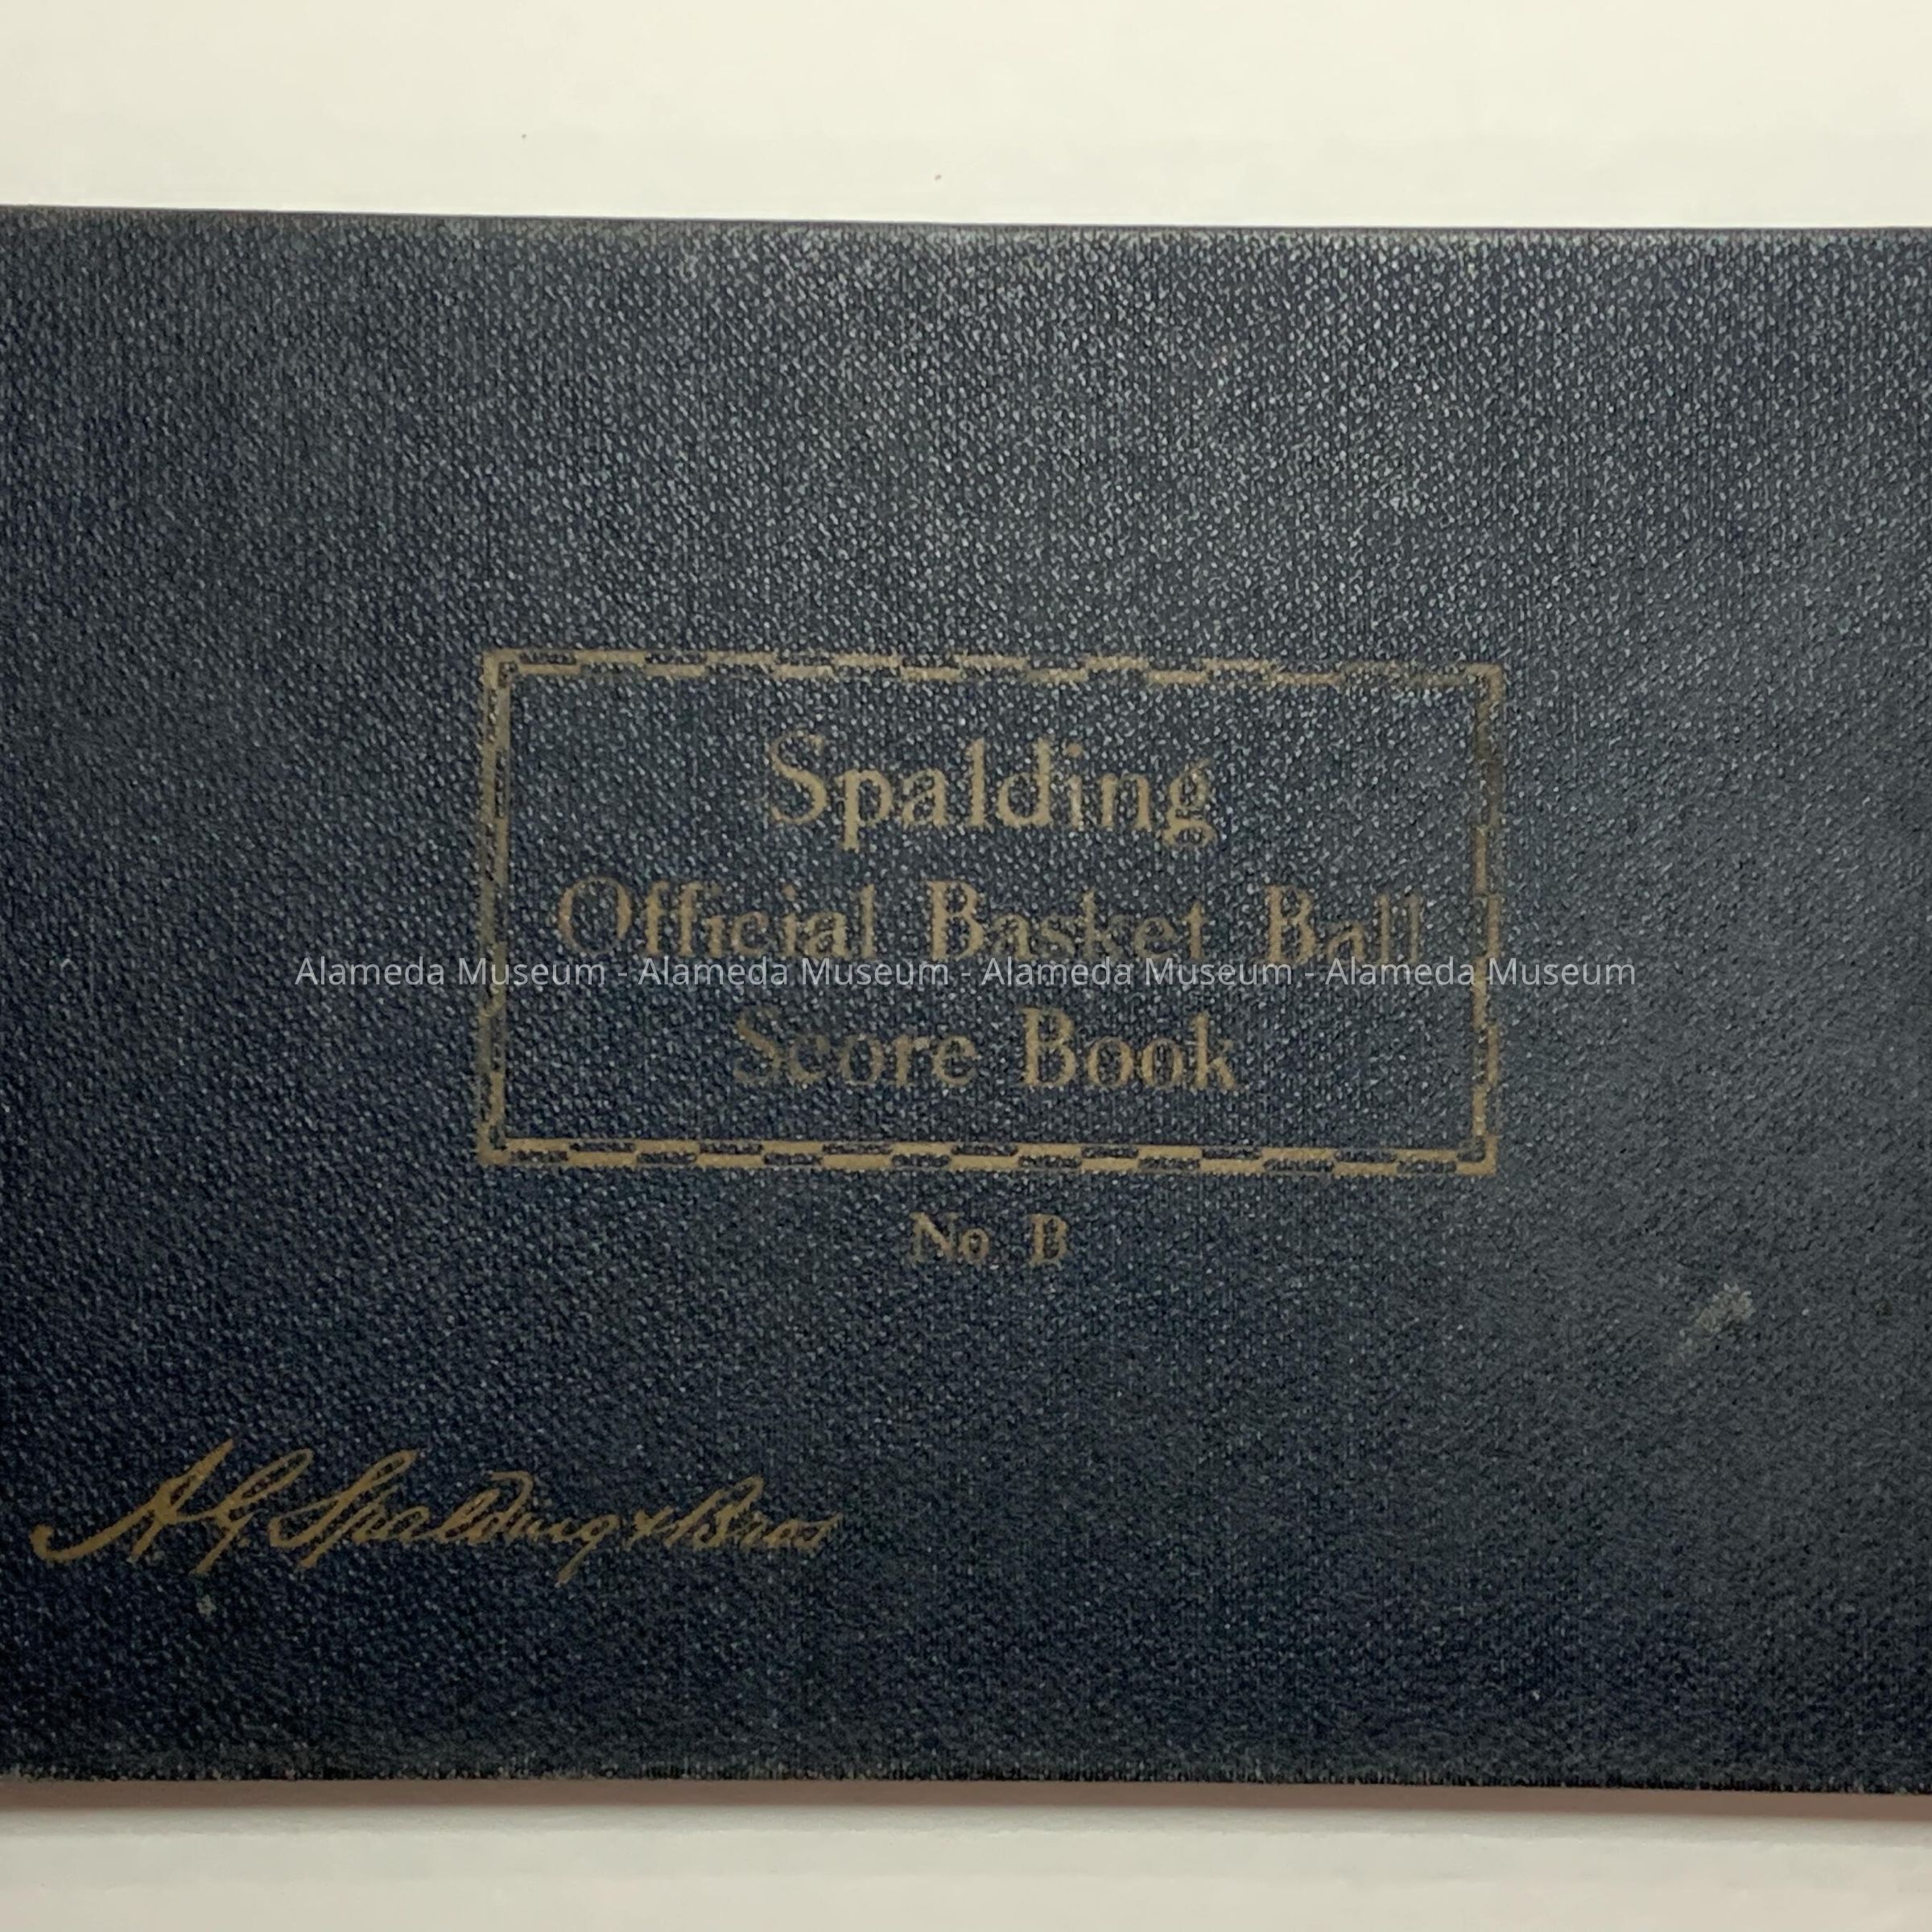 Spalding
Official Basket Ball
Alameda Museum - Alameda Museum - Alameda Museum - Alameda Museum
Score Book
No B
A.G. Spalding & Bros